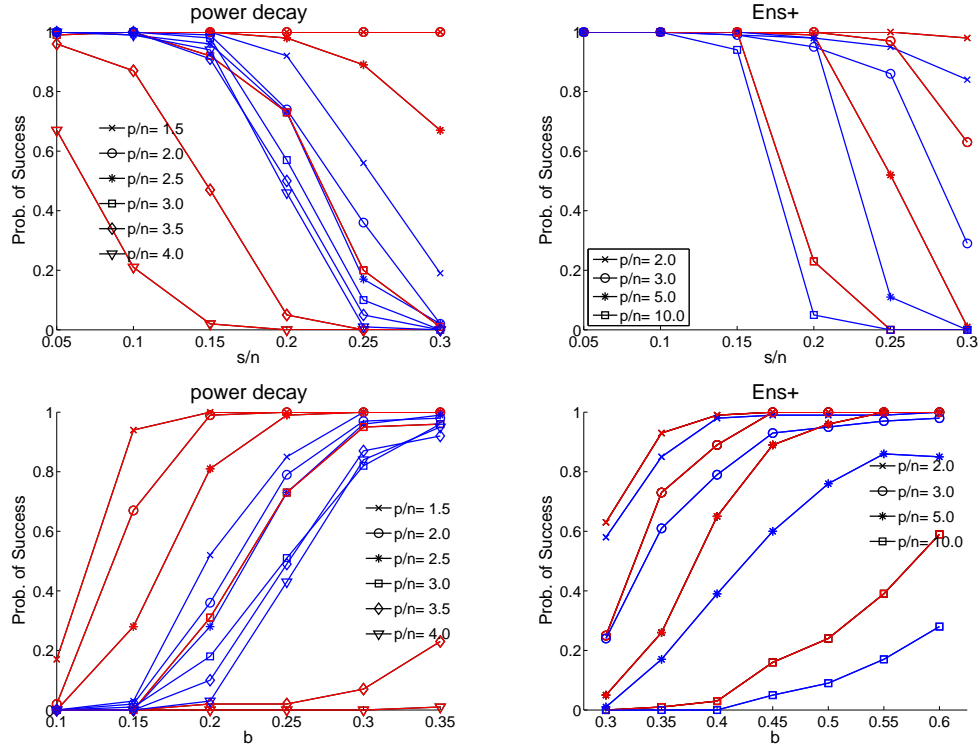 power decay
Prob. of Success
1
0.8
0.6
0.4
0.2
0
p/n= 1.5
p/n= 2.0
p/n= 2.5
p/n= 3.0
p/n= 3.5
p/n= 4.0
0.05
0.1
0.15
0.2
0.25
0.3
s/n
Ens+
Prob. of Success
1
0.8
0.6
0.4
0.2
0
p/n= 2.0
p/n= 3.0
p/n= 5.0
p/n= 10.0
0.05
0.1
0.15
0.2
0.25
0.3
s/n
power decay
Prob. of Success
1
0.8
0.6
0.4
0.2
0
p/n= 1.5
p/n= 2.0
p/n= 2.5
p/n= 3.0
p/n= 3.5
p/n= 4.0
0.1
0.15
0.2
0.25
0.3
0.35
b
Ens+
Prob. of Success
1
0.8
0.6
0.4
0.2
0
p/n= 2.0
p/n= 3.0
p/n= 5.0
p/n= 10.0
0.3
0.35
0.4
0.45
0.5
0.55
0.6
b